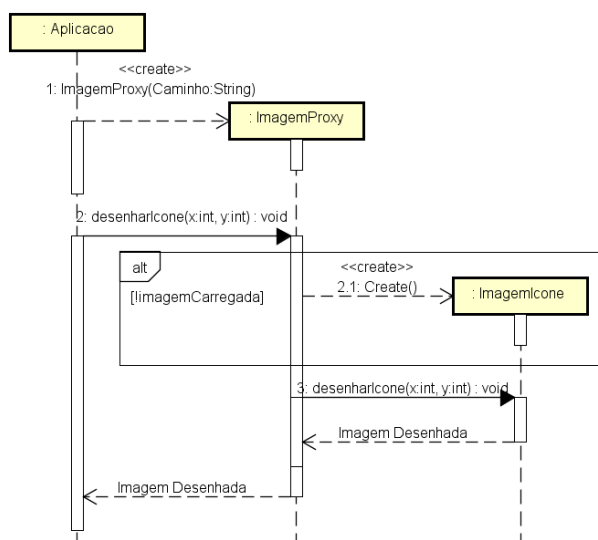 : Aplicacao
<<create>>
1: ImagemProxy(Caminho:String)
: ImagemProxy
2: desenharIcone(x:int, y:int) : void
alt
<<create>>
[!imagemCarregada]
2.1: Create()
: ImagemIcone
3: desenharIcone(x:int, y:int) : void
Imagem Desenhada
Imagem Desenhada